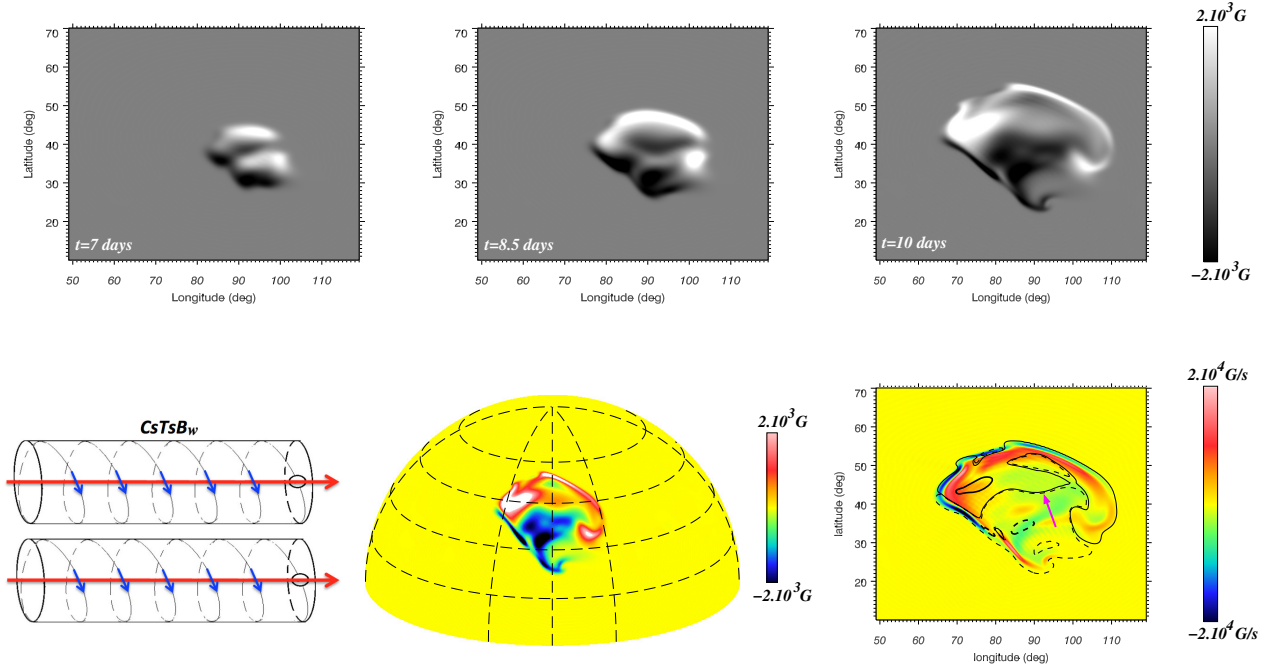 2.10³G
70
60
50
40
30
20
Latitude (deg)
t=7 days
50 60 70 80 90 100 110
Longitude (deg)
70
60
50
40
30
20
Latitude (deg)
t=8.5 days
50 60 70 80 90 100 110
Longitude (deg)
70
60
50
40
30
20
Latitude (deg)
t=10 days
50 60 70 80 90 100 110
Longitude (deg)
−2.10³G
CsTsBw
2.10³G
−2.10³G
2.10⁴G/s
70
60
50
40
30
20
latitude (deg)
50 60 70 80 90 100 110
longitude (deg)
−2.10⁴G/s